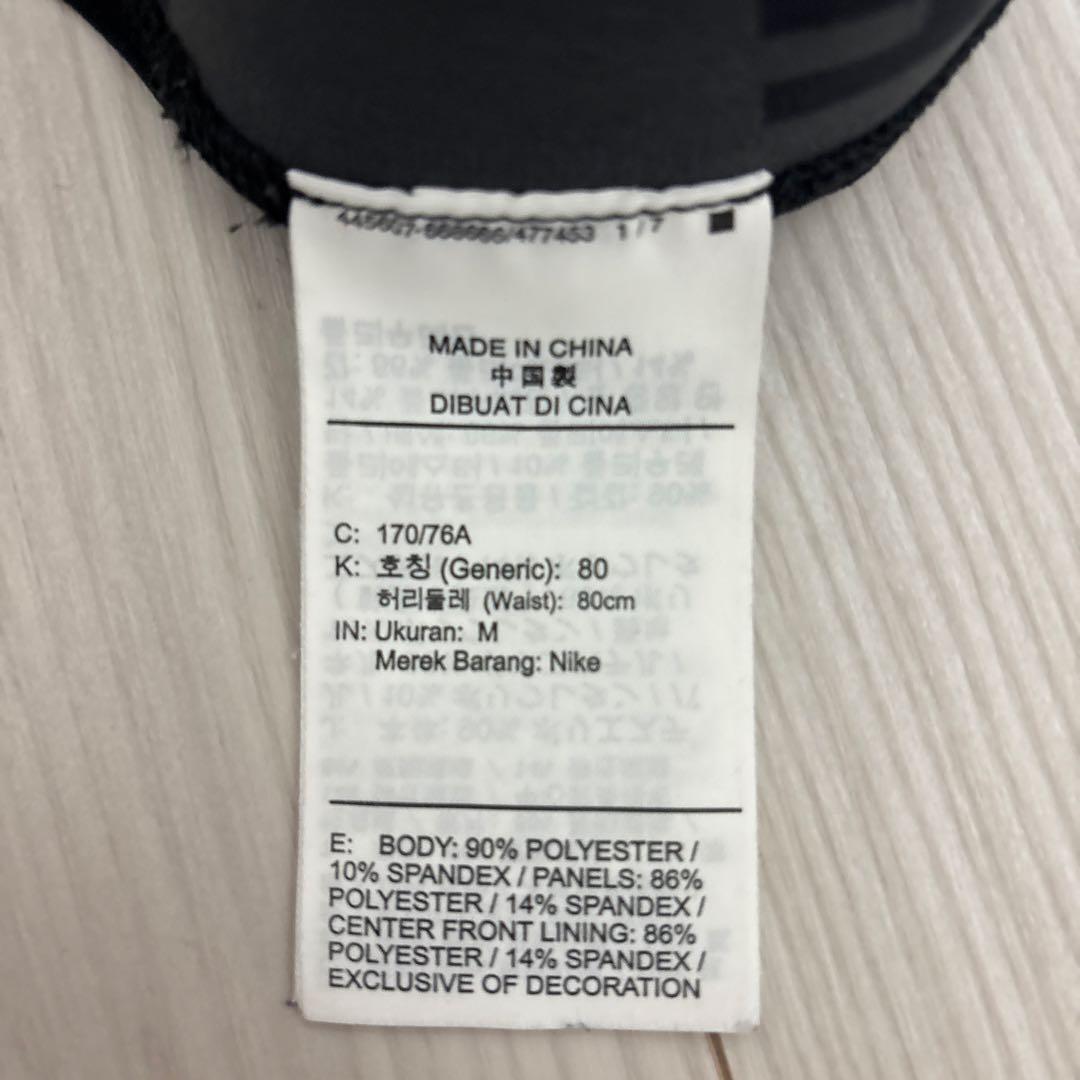 1 / 7
MADE IN CHINA
中国製
DIBUAT DI CINA
C: 170/76A
K: 호칭 (Generic): 80
허리둘레 (Waist): 80cm
IN: Ukuran: M
Merek Barang: Nike
E: BODY: 90% POLYESTER /
10% SPANDEX / PANELS: 86%
POLYESTER / 14% SPANDEX /
CENTER FRONT LINING: 86%
POLYESTER / 14% SPANDEX /
EXCLUSIVE OF DECORATION